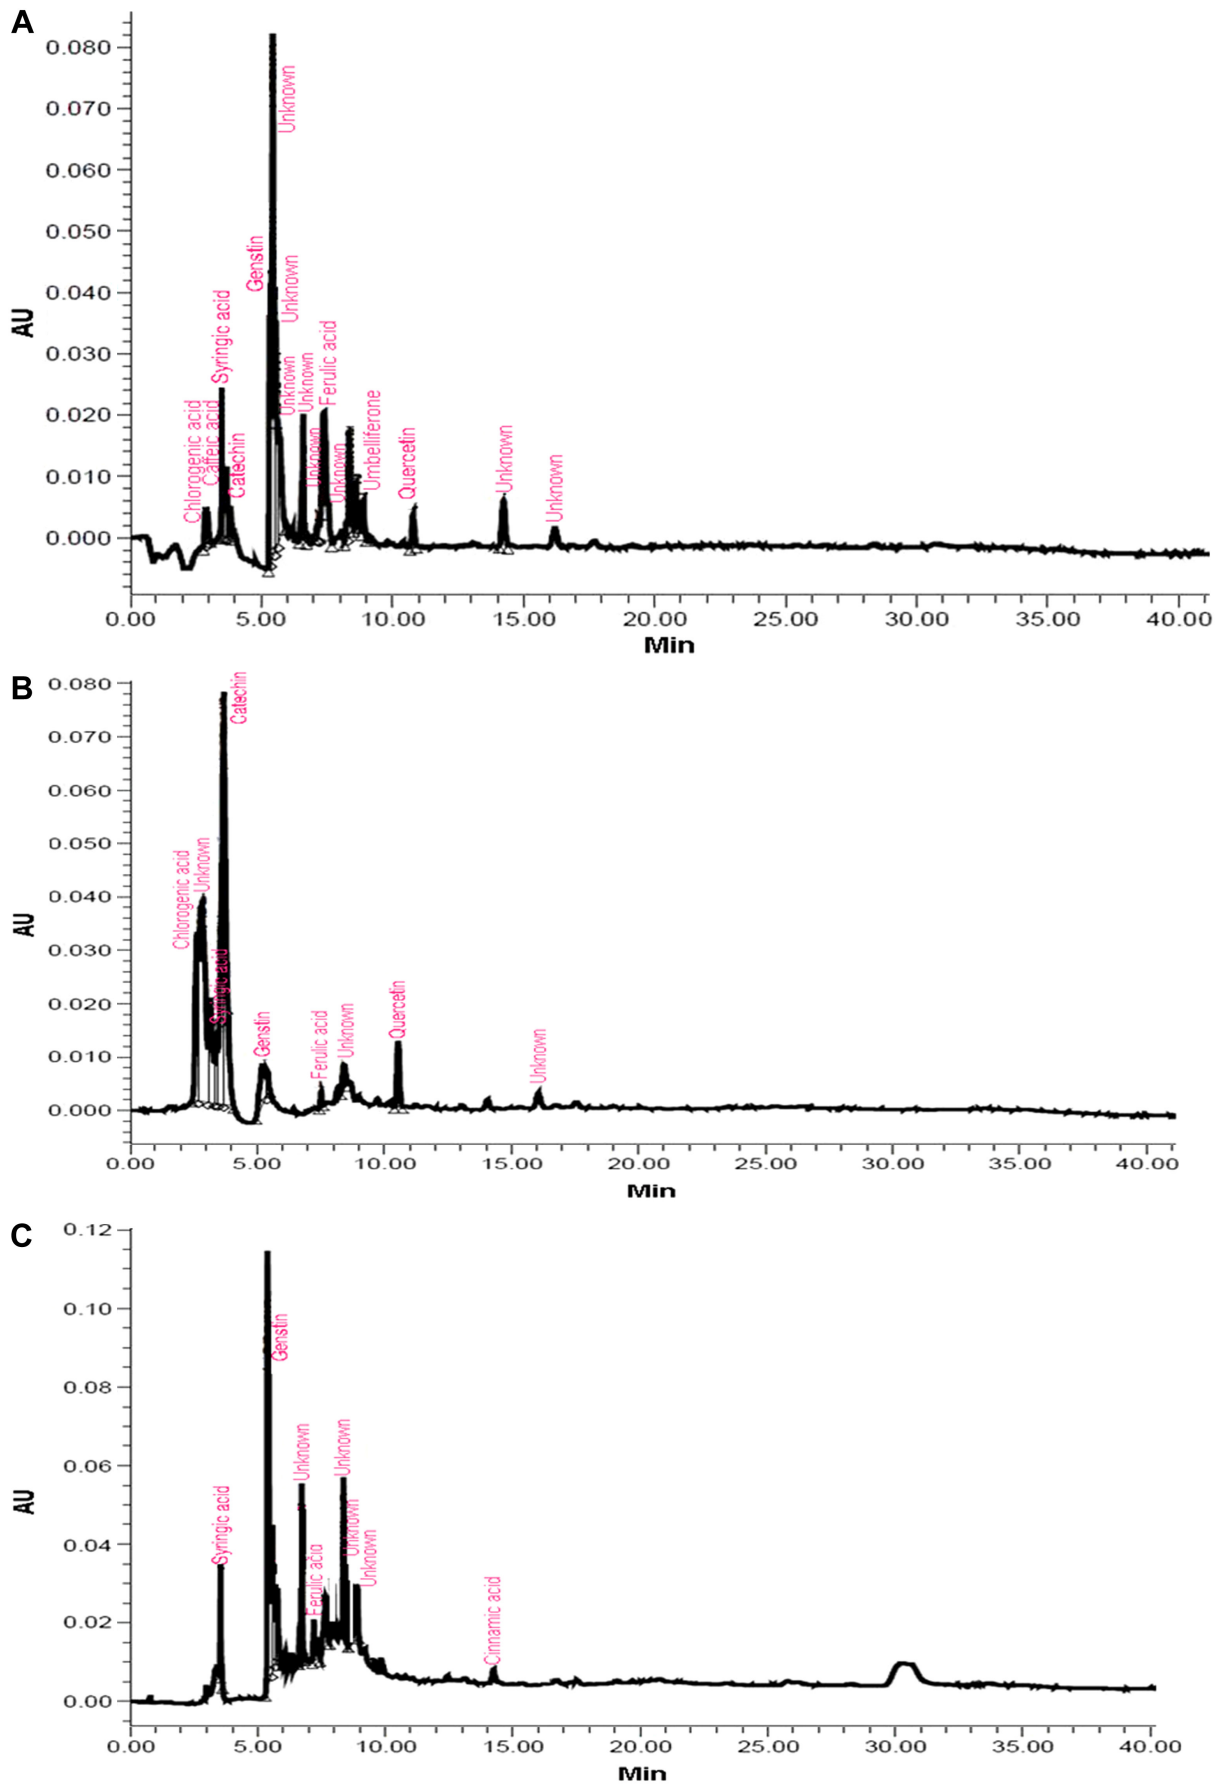 A
0.080
0.070
0.060
0.050
0.040
0.030
0.020
0.010
0.000
AU
Chlorogenic acid
Caffeic acid
Syringic acid
Catechin
Genstin
Unknown
Unknown
Unknown
Unknown
Unknown
Ferulic acid
Unknown
Umbelliferone
Quercetin
Unknown
Unknown
0.00 5.00 10.00 15.00 20.00 25.00 30.00 35.00 40.00
Min
B
0.080
0.070
0.060
0.050
0.040
0.030
0.020
0.010
0.000
AU
Chlorogenic acid
Unknown
Syringic acid
Catechin
Genstin
Ferulic acid
Unknown
Quercetin
Unknown
0.00 5.00 10.00 15.00 20.00 25.00 30.00 35.00 40.00
Min
C
0.12
0.10
0.08
0.06
0.04
0.02
0.00
AU
Syringic acid
Genstin
Unknown
Ferulic acid
Unknown
Unknown
Unknown
Cinnamic acid
0.00 5.00 10.00 15.00 20.00 25.00 30.00 35.00 40.00
Min